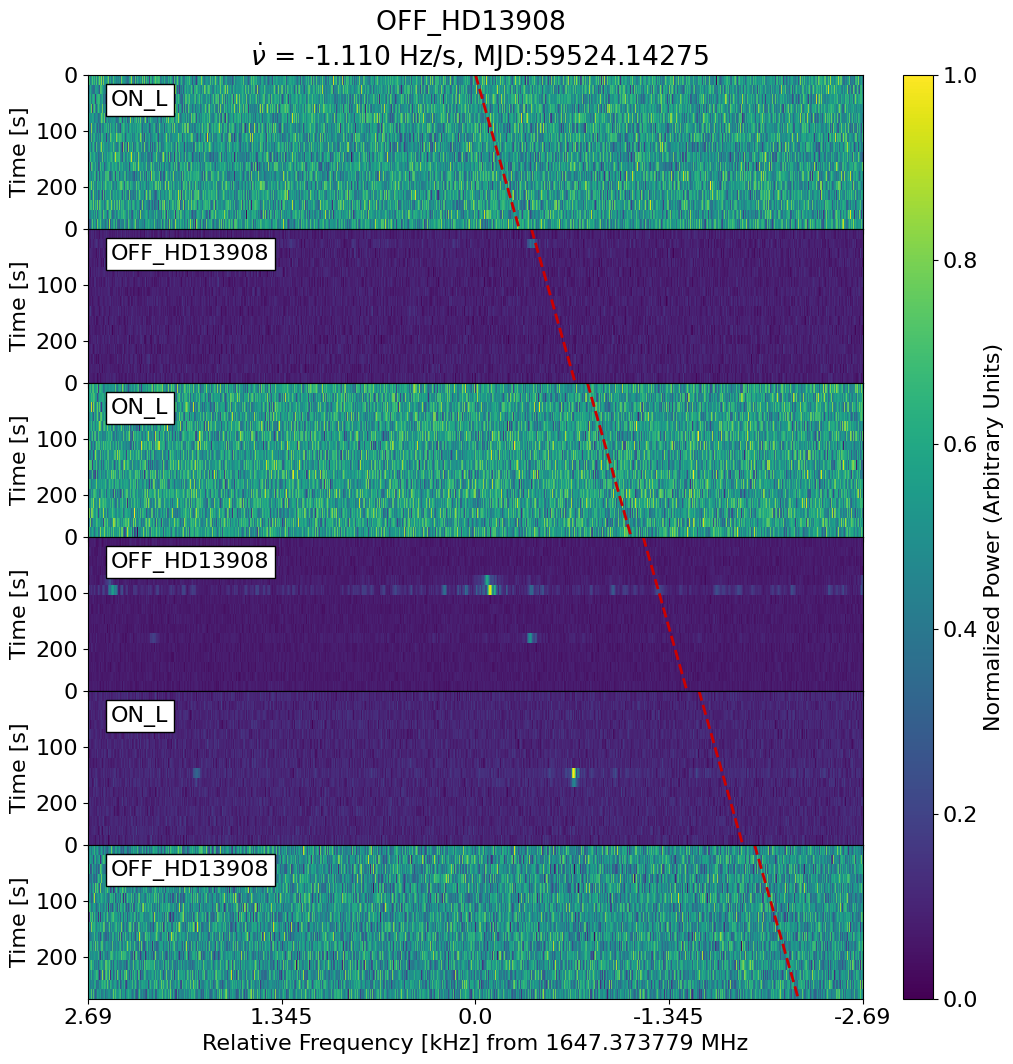 OFF_HD13908
ν̇ = -1.110 Hz/s, MJD:59524.14275
0
100
200
Time [s]
ON_L
0
100
200
Time [s]
OFF_HD13908
0
100
200
Time [s]
ON_L
0
100
200
Time [s]
OFF_HD13908
0
100
200
Time [s]
ON_L
0
100
200
Time [s]
OFF_HD13908
2.69 1.345 0.0 -1.345 -2.69
Relative Frequency [kHz] from 1647.373779 MHz
1.0
0.8
0.6
0.4
0.2
0.0
Normalized Power (Arbitrary Units)